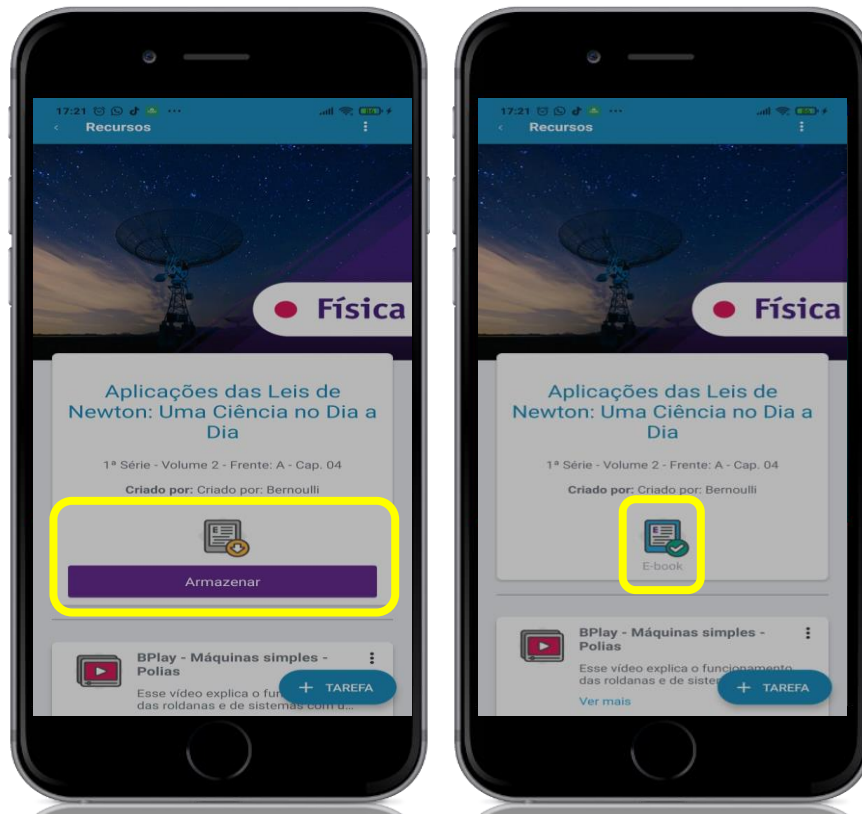 17:21
Recursos
Física
Aplicações das Leis de
Newton: Uma Ciência no Dia a
Dia
1ª Série - Volume 2 - Frente: A - Cap. 04
Criado por: Criado por: Bernoulli
Armazenar
BPlay - Máquinas simples -
Polias
Esse vídeo explica o fun
das roldanas e de sistemas com u...
+ TAREFA
17:21
Recursos
Física
Aplicações das Leis de
Newton: Uma Ciência no Dia a
Dia
1ª Série - Volume 2 - Frente: A - Cap. 04
Criado por: Criado por: Bernoulli
E-book
BPlay - Máquinas simples -
Polias
Esse vídeo explica o funcionamento
das roldanas e de siste
Ver mais
+ TAREFA